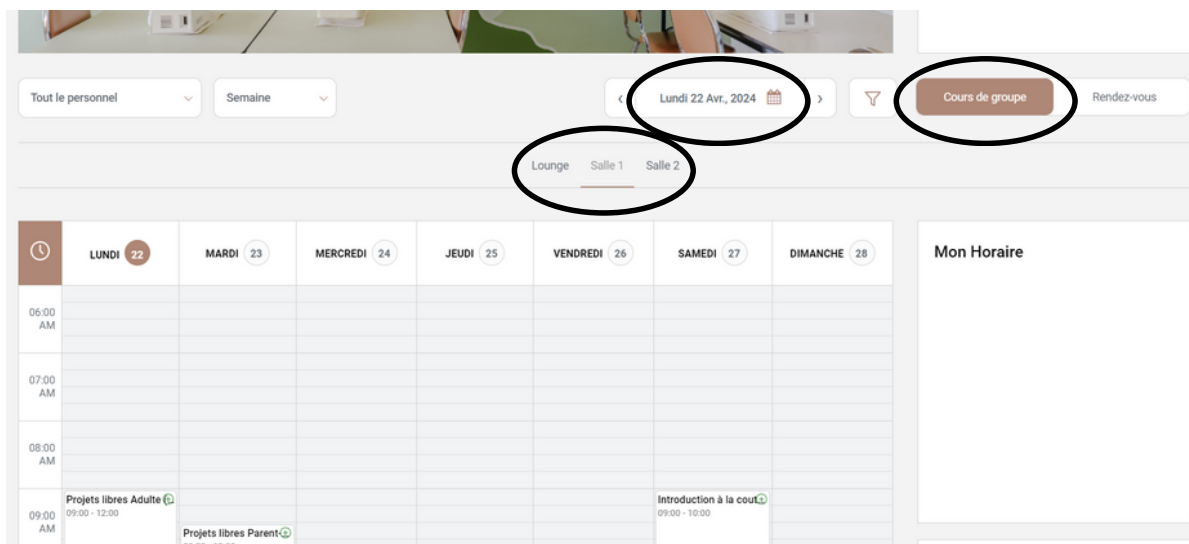 Tout le personnel
Semaine
‹ Lundi 22 Avr., 2024 ›
Cours de groupe
Rendez-vous
Lounge Salle 1 Salle 2
LUNDI 22 MARDI 23 MERCREDI 24 JEUDI 25 VENDREDI 26 SAMEDI 27 DIMANCHE 28
Mon Horaire
06:00
AM
07:00
AM
08:00
AM
09:00
AM
Projets libres Adulte
09:00 - 12:00
Projets libres Parent-
Introduction à la cout
09:00 - 10:00